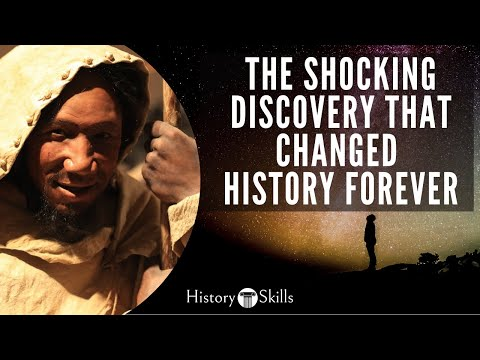 THE SHOCKING
DISCOVERY THAT
CHANGED
HISTORY FOREVER
History Skills